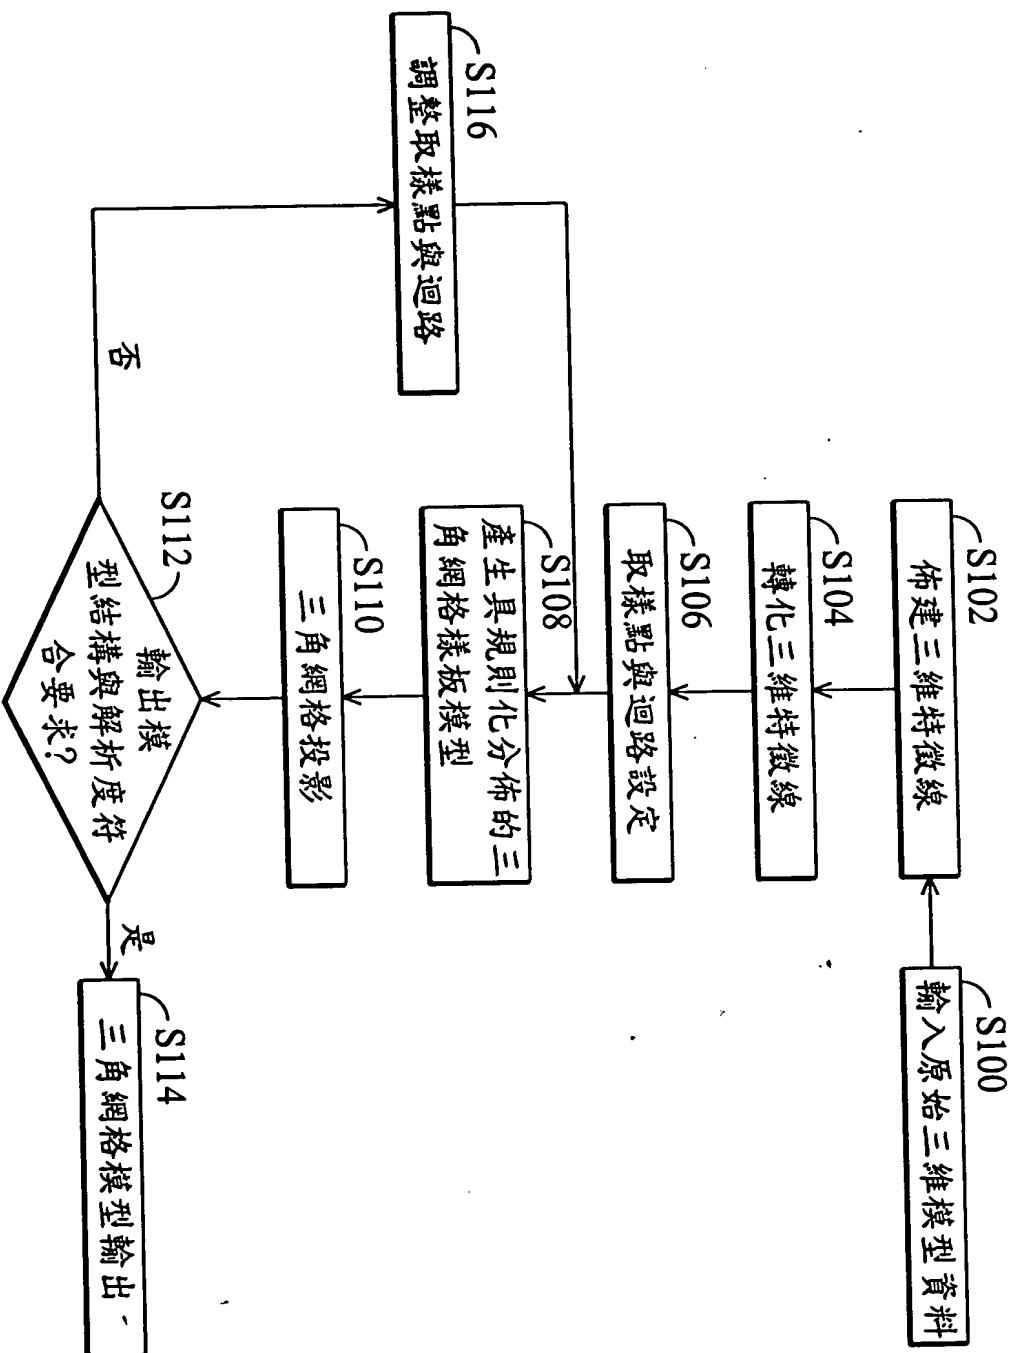 S100
輸入原始三維模型資料
S102
佈建三維特徵線
S104
轉化三維特徵線
S106
取樣點與迴路設定
S108
產生具規則化分佈的三
角網格樣板模型
S110
三角網格投影
S112
輸出模
型結構與解析度符
合要求?
是
S114
三角網格模型輸出
否
S116
調整取樣點與迴路